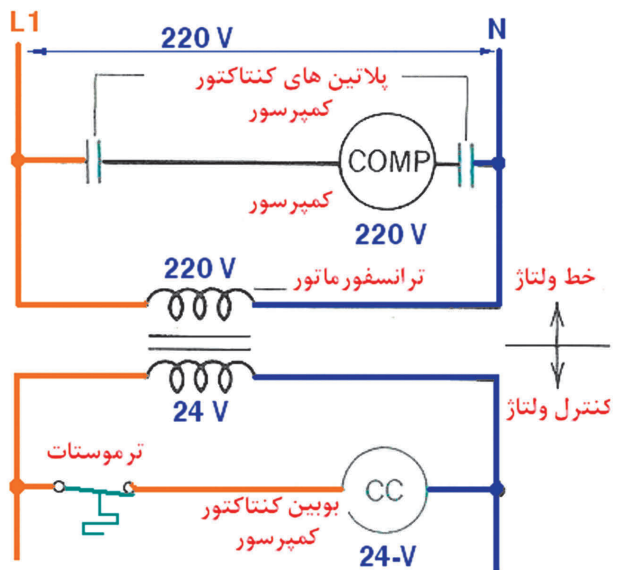 L1
N
220 V
پلاتین های کنتاکتور
کمپرسور
COMP
کمپرسور
220 V
220 V
ترانسفورماتور
خط ولتاژ
24 V
کنترل ولتاژ
ترموستات
CC
بوبین کنتاکتور
کمپرسور
24-V